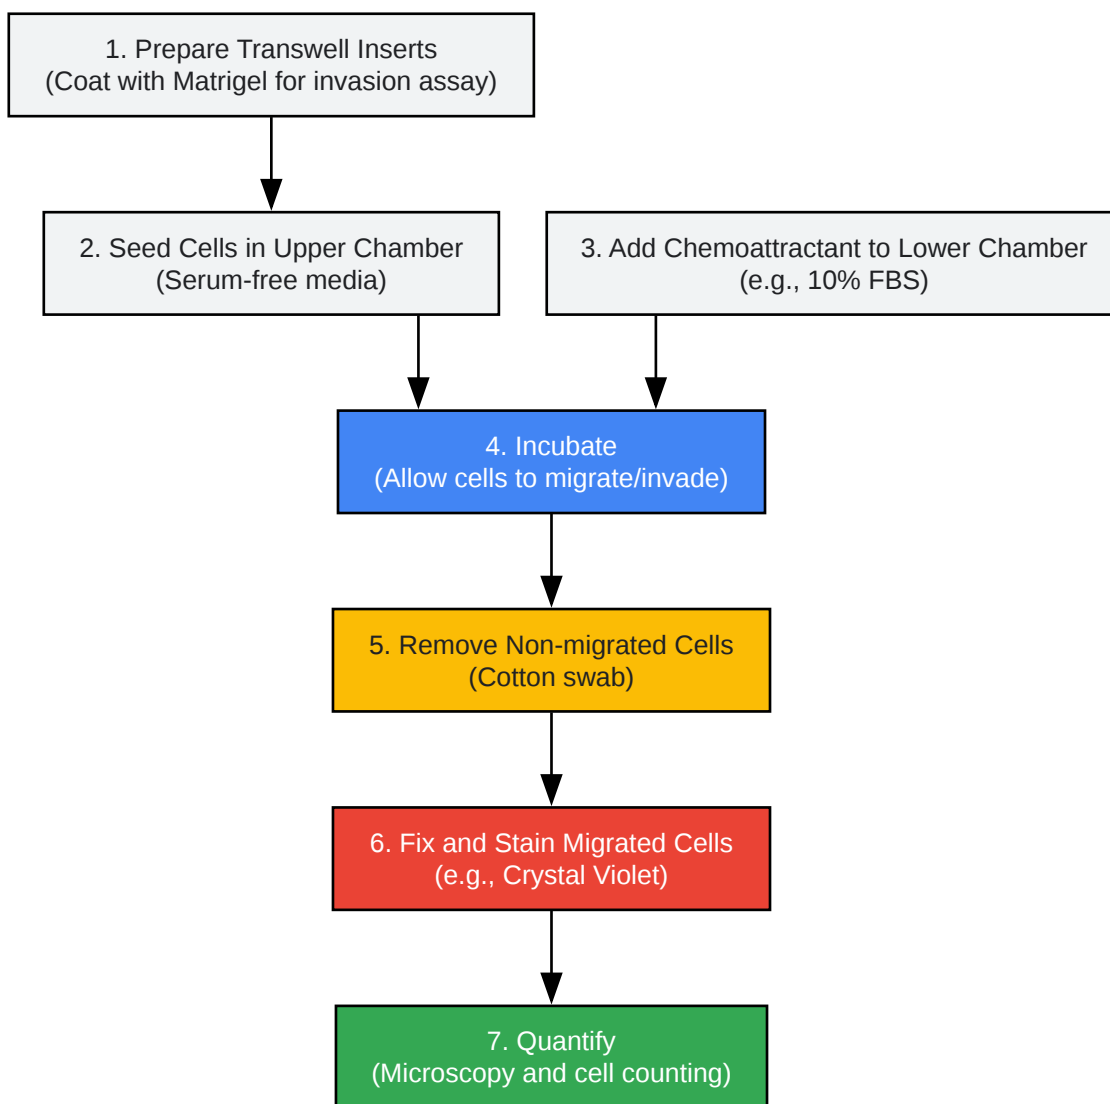 1. Prepare Transwell Inserts
(Coat with Matrigel for invasion assay)
2. Seed Cells in Upper Chamber
(Serum-free media)
3. Add Chemoattractant to Lower Chamber
(e.g., 10% FBS)
4. Incubate
(Allow cells to migrate/invade)
5. Remove Non-migrated Cells
(Cotton swab)
6. Fix and Stain Migrated Cells
(e.g., Crystal Violet)
7. Quantify
(Microscopy and cell counting)